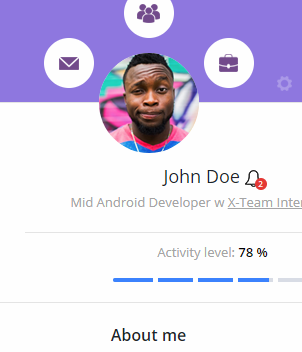 John Doe 2
Mid Android Developer w X-Team Inter
Activity level: 78 %
About me